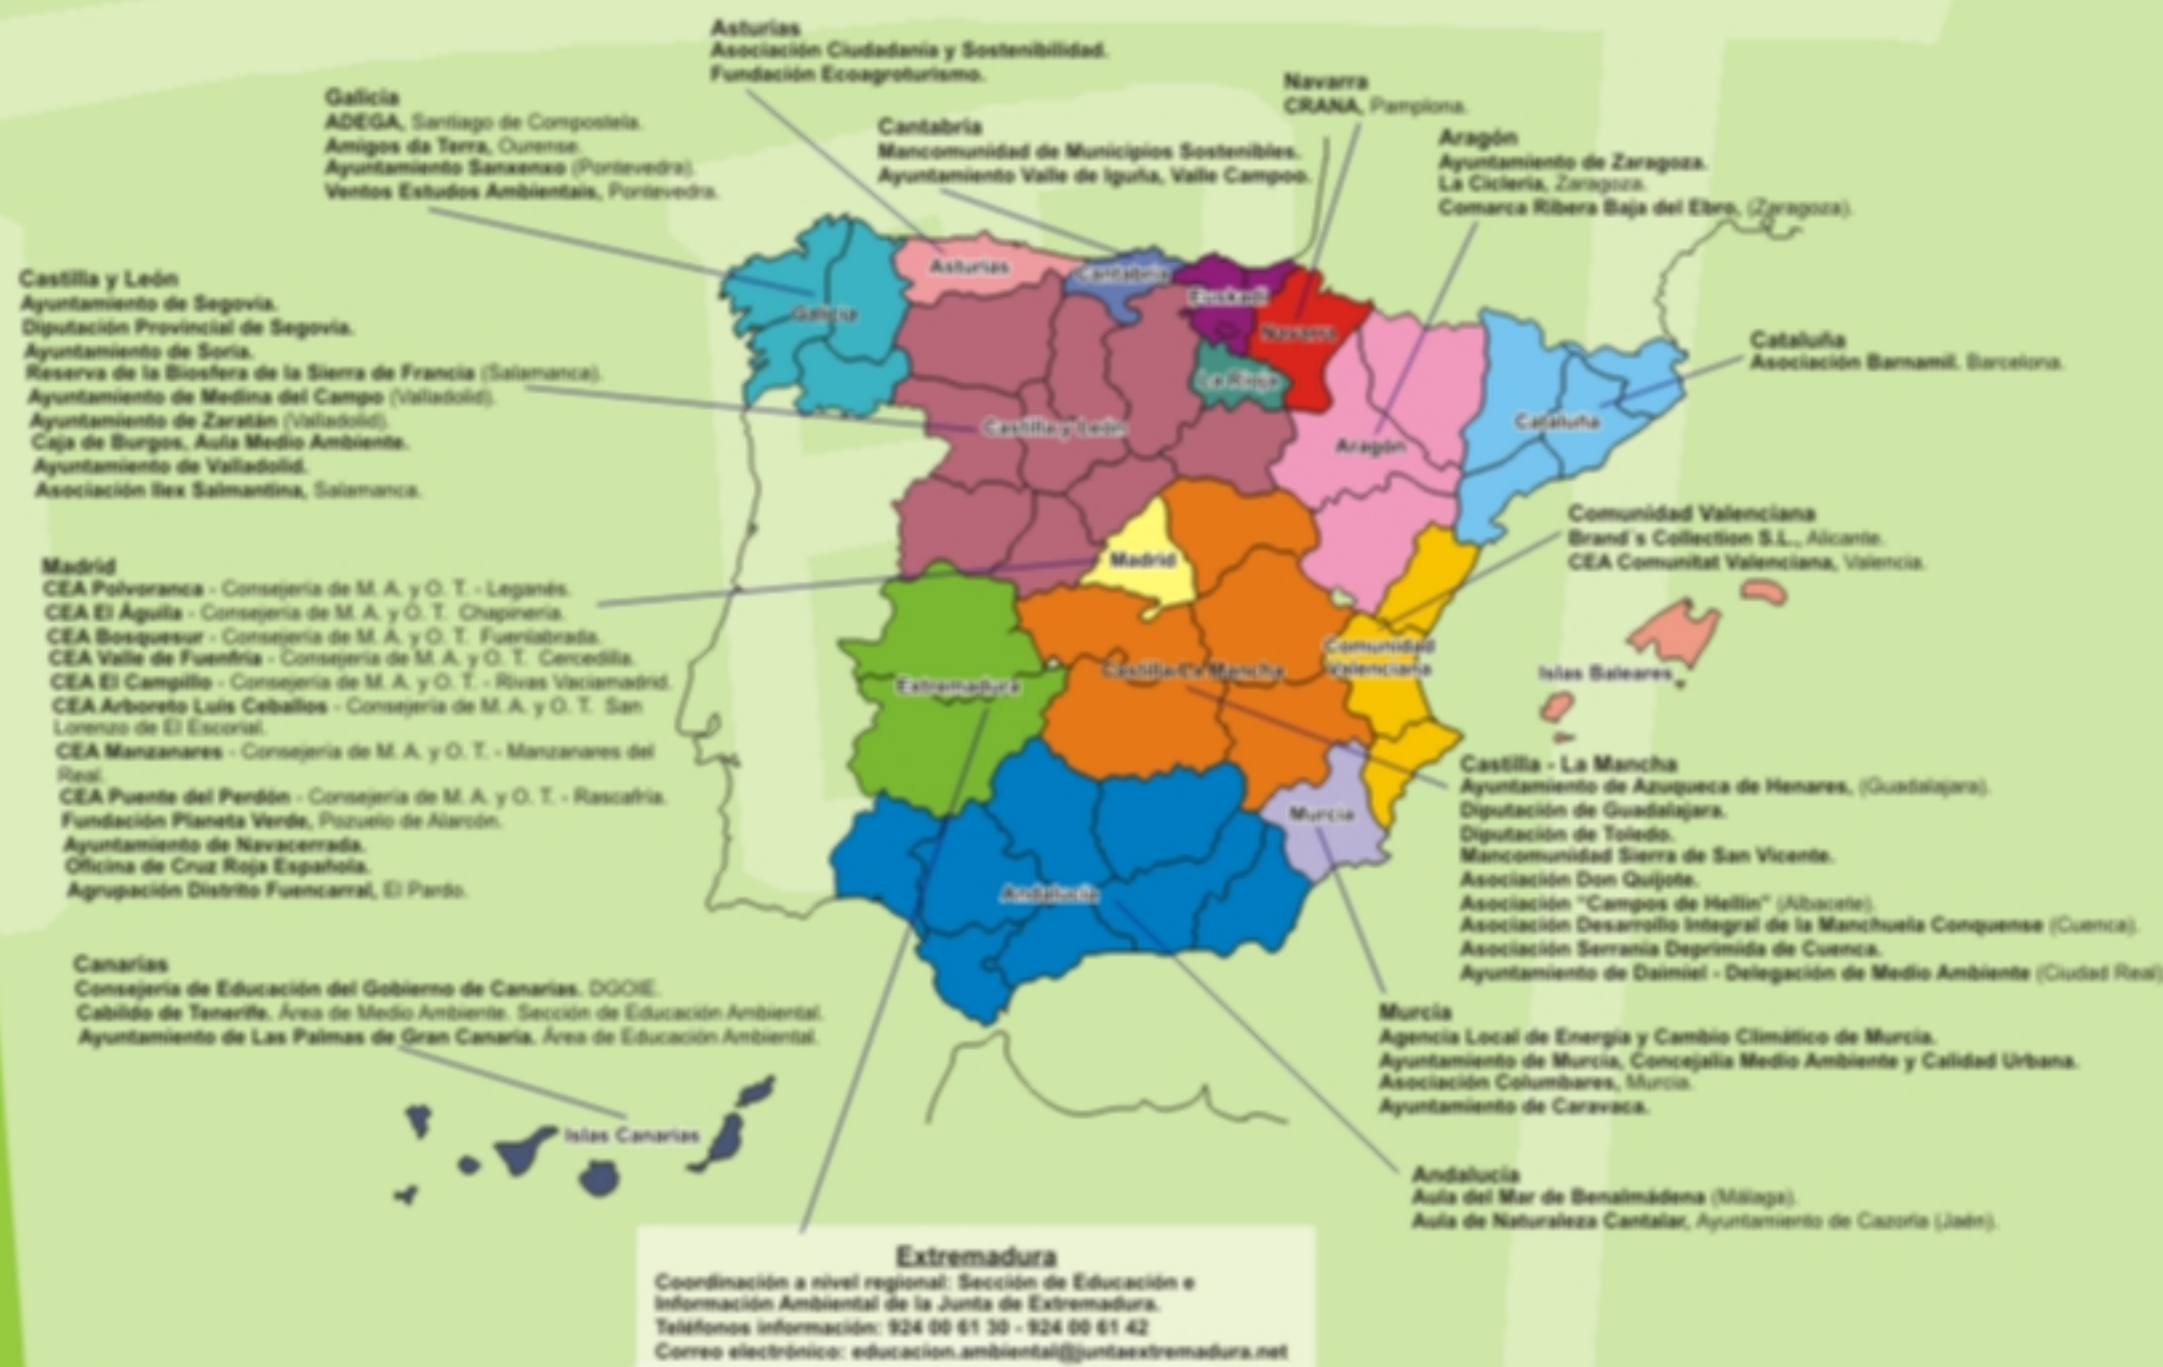 Asturias
Asociación Ciudadanía y Sostenibilidad.
Fundación Ecoagroturismo.
Galicia
ADEGA, Santiago de Compostela.
Amigos da Terra, Ourense.
Ayuntamiento Sanxenxo (Pontevedra).
Ventos Estudos Ambientais, Pontevedra.
Cantabria
Mancomunidad de Municipios Sostenibles.
Ayuntamiento Valle de Iguña, Valle Campoo.
Navarra
CRANA, Pamplona.
Aragón
Ayuntamiento de Zaragoza.
La Ciclería, Zaragoza.
Comarca Ribera Baja del Ebro, (Zaragoza).
Castilla y León
Ayuntamiento de Segovia.
Diputación Provincial de Segovia.
Ayuntamiento de Soria.
Reserva de la Biosfera de la Sierra de Francia (Salamanca).
Ayuntamiento de Medina del Campo (Valladolid).
Ayuntamiento de Zaratán (Valladolid).
Caja de Burgos, Aula Medio Ambiente.
Ayuntamiento de Valladolid.
Asociación Ilex Salmantina, Salamanca.
Cataluña
Asociación Barnamil. Barcelona.
Comunidad Valenciana
Brand´s Collection S.L., Alicante.
CEA Comunitat Valenciana, Valencia.
Madrid
CEA Polvoranca - Consejería de M. A. y O. T. - Leganés.
CEA El Águila - Consejería de M. A. y O. T. Chapinería.
CEA Bosquesur - Consejería de M. A. y O. T. Fuenlabrada.
CEA Valle de Fuenfría - Consejería de M. A. y O. T. Cercedilla.
CEA El Campillo - Consejería de M. A. y O. T. - Rivas Vaciamadrid.
CEA Arboreto Luis Ceballos - Consejería de M. A. y O. T. San
Lorenzo de El Escorial.
CEA Manzanares - Consejería de M. A. y O. T. - Manzanares del
Real.
CEA Puente del Perdón - Consejería de M. A. y O. T. - Rascafría.
Fundación Planeta Verde, Pozuelo de Alarcón.
Ayuntamiento de Navacerrada.
Oficina de Cruz Roja Española.
Agrupación Distrito Fuencarral, El Pardo.
Asturias
Cantabria
Euskadi
Galicia
Navarra
La Rioja
Castilla y León
Aragón
Cataluña
Madrid
Comunidad
Valenciana
Castilla-La Mancha
Extremadura
Islas Baleares
Murcia
Andalucía
Castilla - La Mancha
Ayuntamiento de Azuqueca de Henares, (Guadalajara).
Diputación de Guadalajara.
Diputación de Toledo.
Mancomunidad Sierra de San Vicente.
Asociación Don Quijote.
Asociación "Campos de Hellín" (Albacete).
Asociación Desarrollo Integral de la Manchuela Conquense (Cuenca).
Asociación Serranía Deprimida de Cuenca.
Ayuntamiento de Daimiel - Delegación de Medio Ambiente (Ciudad Real)
Canarias
Consejería de Educación del Gobierno de Canarias. DGOIE.
Cabildo de Tenerife. Área de Medio Ambiente. Sección de Educación Ambiental.
Ayuntamiento de Las Palmas de Gran Canaria. Área de Educación Ambiental.
Islas Canarias
Murcia
Agencia Local de Energía y Cambio Climático de Murcia.
Ayuntamiento de Murcia, Concejalía Medio Ambiente y Calidad Urbana.
Asociación Columbares, Murcia.
Ayuntamiento de Caravaca.
Andalucía
Aula del Mar de Benalmádena (Málaga).
Aula de Naturaleza Cantalar, Ayuntamiento de Cazorla (Jaén).
Extremadura
Coordinación a nivel regional: Sección de Educación e
Información Ambiental de la Junta de Extremadura.
Teléfonos información: 924 00 61 30 - 924 00 61 42
Correo electrónico: educacion.ambiental@juntaextremadura.net